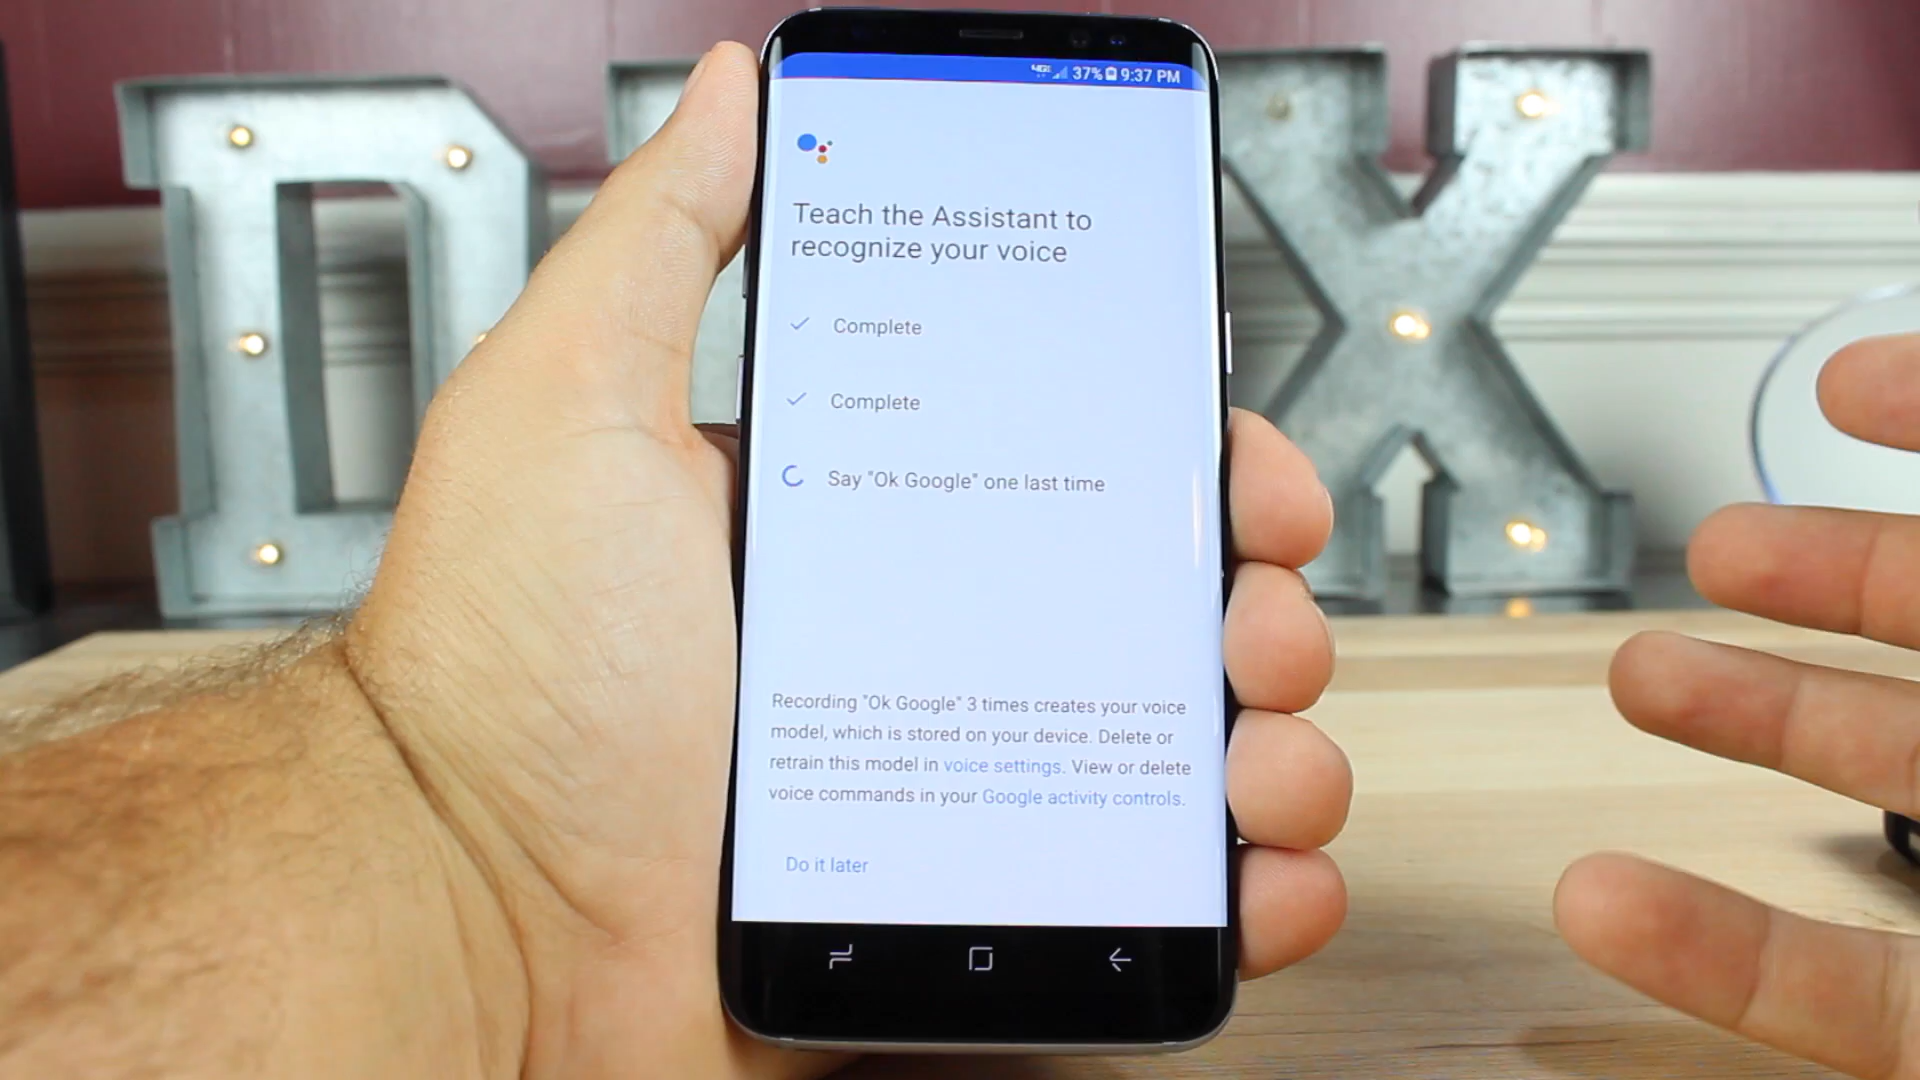 D X
4GE 37% 9:37 PM
Teach the Assistant to
recognize your voice
Complete
Complete
Say "Ok Google" one last time
Recording "Ok Google" 3 times creates your voice
model, which is stored on your device. Delete or
retrain this model in voice settings. View or delete
voice commands in your Google activity controls.
Do it later